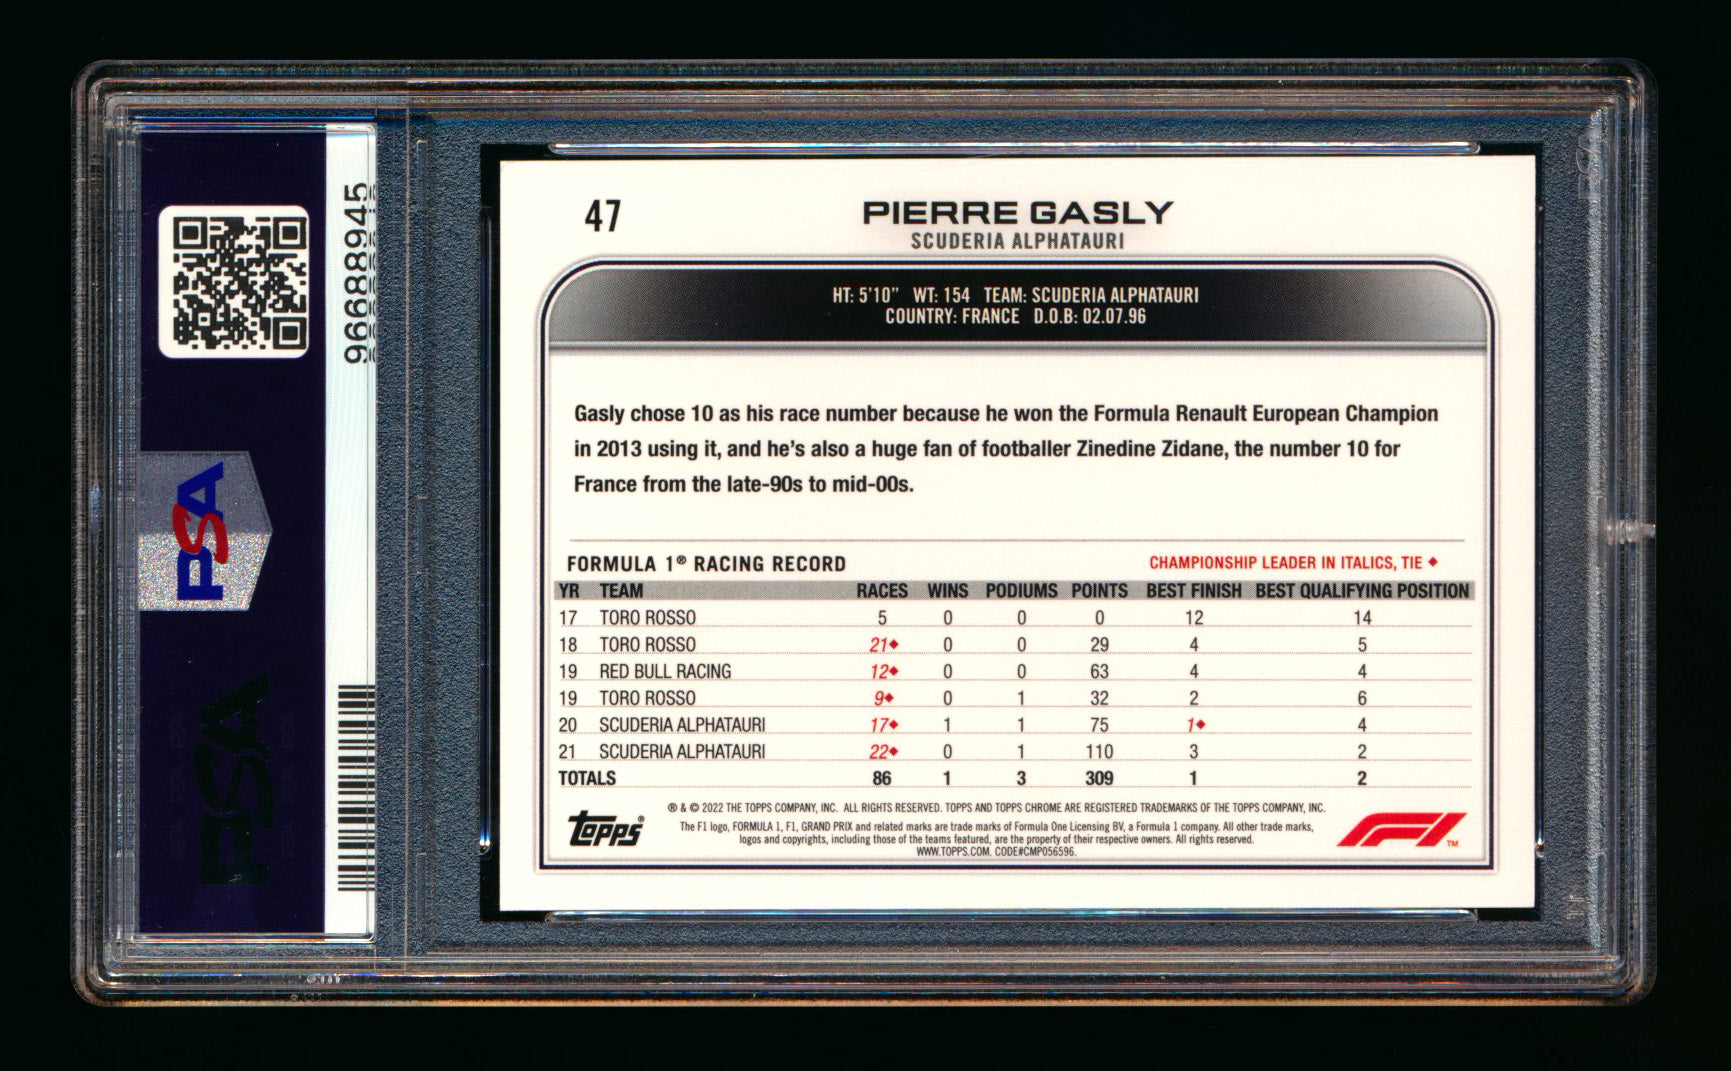 96688945
PSA
PSA
47
PIERRE GASLY
SCUDERIA ALPHATAURI
HT: 5'10" WT: 154 TEAM: SCUDERIA ALPHATAURI
COUNTRY: FRANCE D.O.B: 02.07.96
Gasly chose 10 as his race number because he won the Formula Renault European Champion
in 2013 using it, and he's also a huge fan of footballer Zinedine Zidane, the number 10 for
France from the late-90s to mid-00s.
FORMULA 1® RACING RECORD CHAMPIONSHIP LEADER IN ITALICS, TIE ♦
YR TEAM RACES WINS PODIUMS POINTS BEST FINISH BEST QUALIFYING POSITION
17 TORO ROSSO 5 0 0 0 12 14
18 TORO ROSSO 21♦ 0 0 29 4 5
19 RED BULL RACING 12♦ 0 0 63 4 4
19 TORO ROSSO 9♦ 0 1 32 2 6
20 SCUDERIA ALPHATAURI 17♦ 1 1 75 1♦ 4
21 SCUDERIA ALPHATAURI 22♦ 0 1 110 3 2
TOTALS 86 1 3 309 1 2
Topps®
® & © 2022 THE TOPPS COMPANY, INC. ALL RIGHTS RESERVED. TOPPS AND TOPPS CHROME ARE REGISTERED TRADEMARKS OF THE TOPPS COMPANY, INC.
The F1 logo, FORMULA 1, F1, GRAND PRIX and related marks are trade marks of Formula One Licensing BV, a Formula 1 company. All other trade marks,
logos and copyrights, including those of the teams featured, are the property of their respective owners. All rights reserved.
WWW.TOPPS.COM. CODE#CMP056596.
F1™